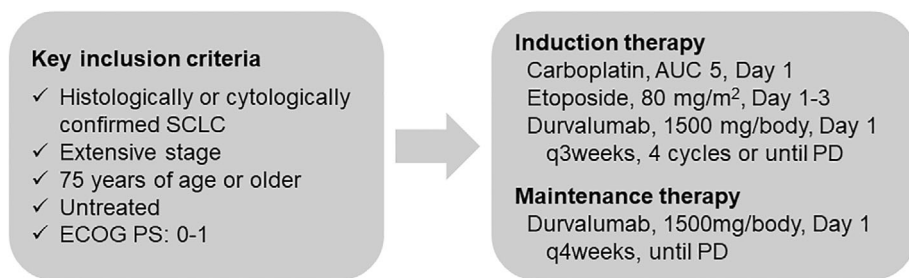 Key inclusion criteria
✓ Histologically or cytologically
confirmed SCLC
✓ Extensive stage
✓ 75 years of age or older
✓ Untreated
✓ ECOG PS: 0-1
Induction therapy
Carboplatin, AUC 5, Day 1
Etoposide, 80 mg/m², Day 1-3
Durvalumab, 1500 mg/body, Day 1
q3weeks, 4 cycles or until PD
Maintenance therapy
Durvalumab, 1500mg/body, Day 1
q4weeks, until PD